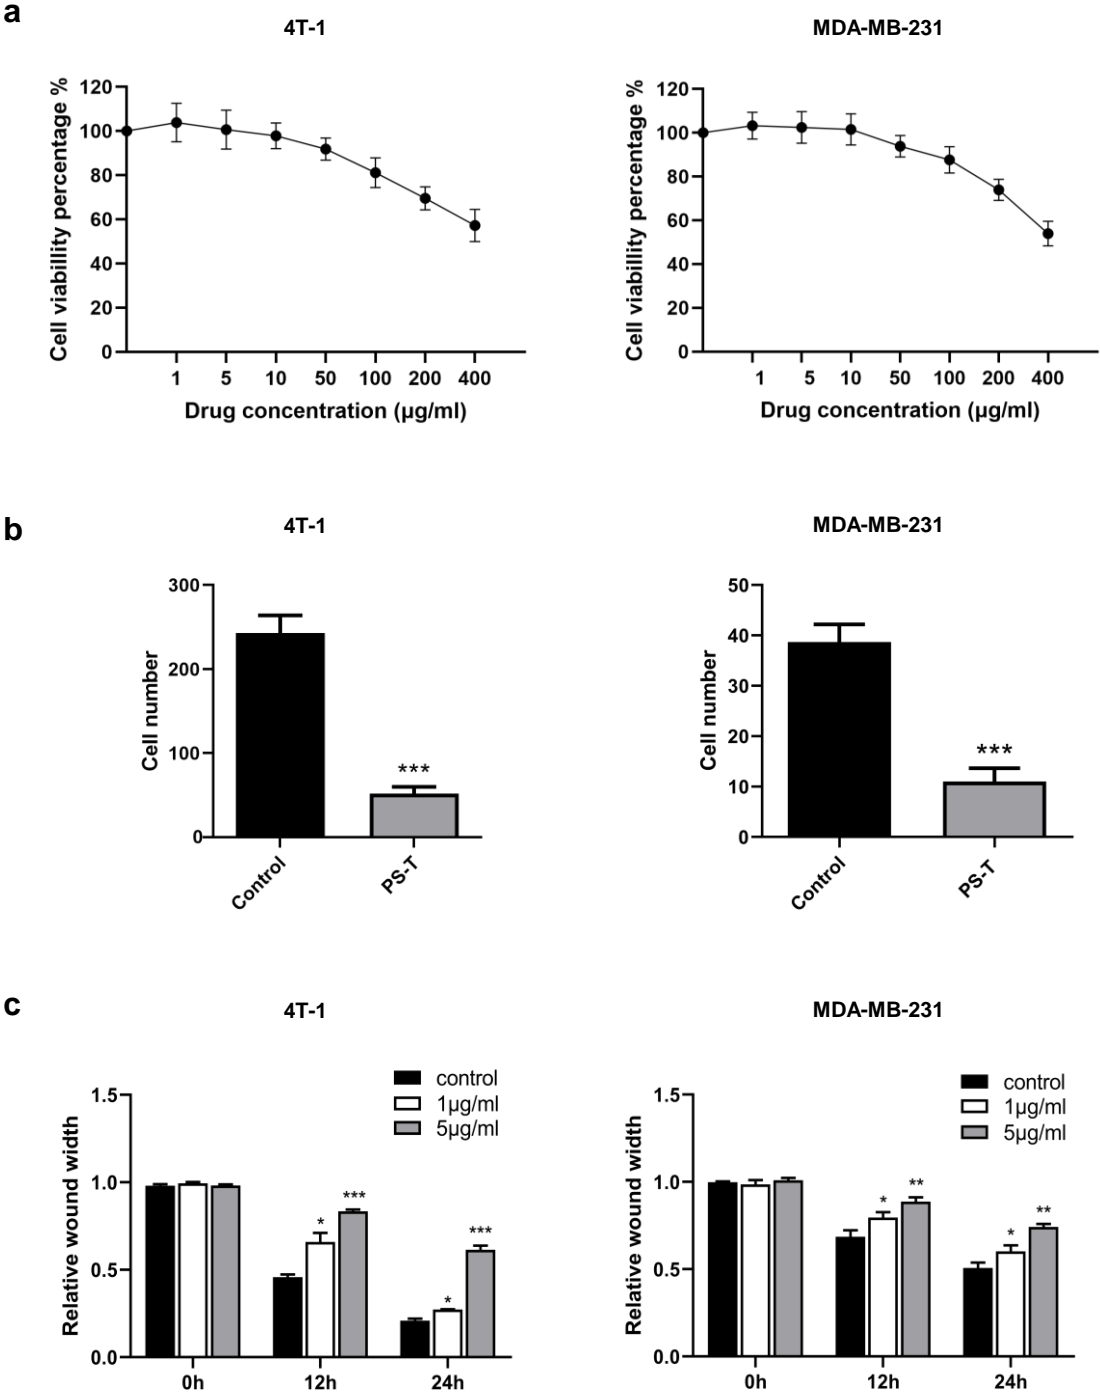 a
4T-1
MDA-MB-231
Cell viabillity percentage %
120
100
80
60
40
20
0
1 5 10 50 100 200 400
Drug concentration (μg/ml)
Cell viabillity percentage %
120
100
80
60
40
20
0
1 5 10 50 100 200 400
Drug concentration (μg/ml)
b
4T-1
MDA-MB-231
Cell number
300
200
100
0
***
Control
PS-T
Cell number
50
40
30
20
10
0
***
Control
PS-T
c
4T-1
MDA-MB-231
control
1μg/ml
5μg/ml
Relative wound width
1.5
1.0
0.5
0.0
* ***
* ***
0h 12h 24h
control
1μg/ml
5μg/ml
Relative wound width
1.5
1.0
0.5
0.0
* **
* **
0h 12h 24h